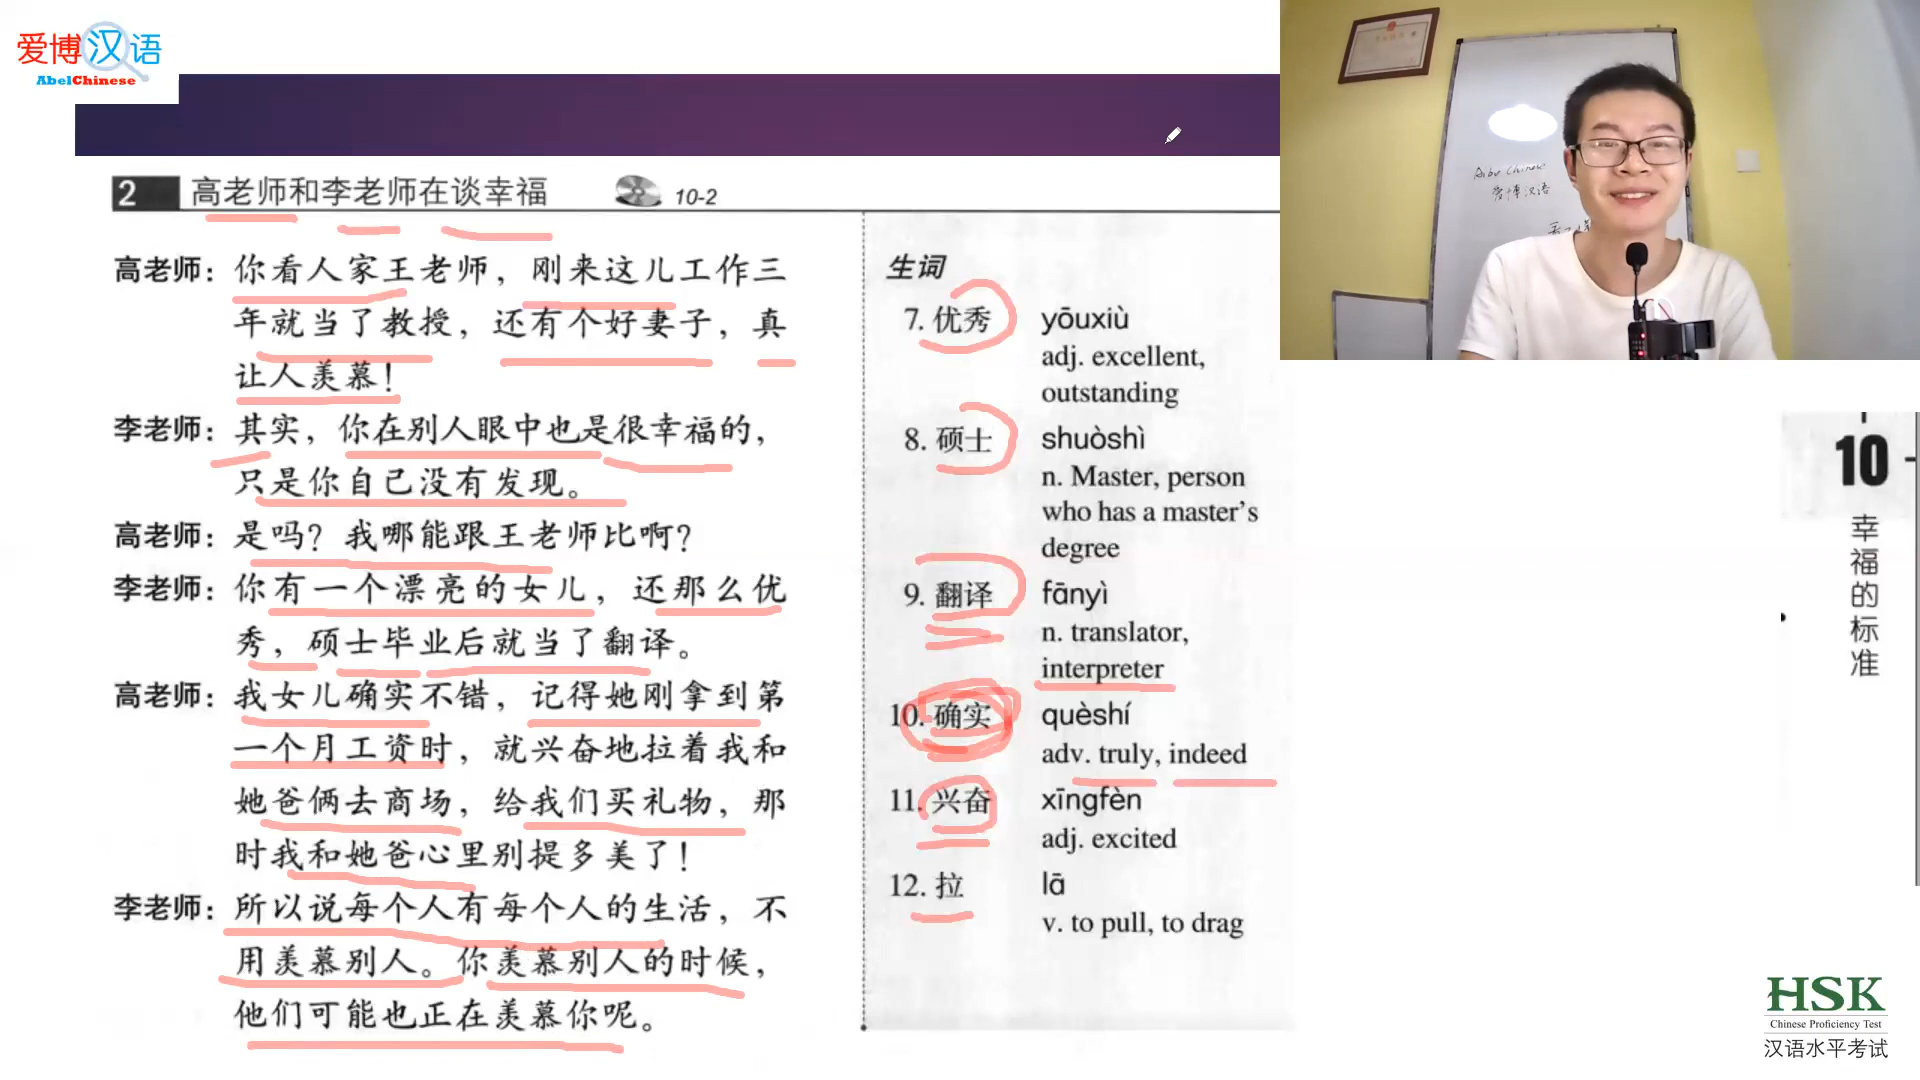 爱博汉语
AbelChinese
2 高老师和李老师在谈幸福 10-2
高老师：你看人家王老师，刚来这儿工作三
年就当了教授，还有个好妻子，真
让人羡慕！
李老师：其实，你在别人眼中也是很幸福的，
只是你自己没有发现。
高老师：是吗？我哪能跟王老师比啊？
李老师：你有一个漂亮的女儿，还那么优
秀，硕士毕业后就当了翻译。
高老师：我女儿确实不错，记得她刚拿到第
一个月工资时，就兴奋地拉着我和
她爸俩去商场，给我们买礼物，那
时我和她爸心里别提多美了！
李老师：所以说每个人有每个人的生活，不
用羡慕别人。你羡慕别人的时候，
他们可能也正在羡慕你呢。
生词
7. 优秀 yōuxiù
adj. excellent,
outstanding
8. 硕士 shuòshì
n. Master, person
who has a master's
degree
9. 翻译 fānyì
n. translator,
interpreter
10. 确实 quèshí
adv. truly, indeed
11. 兴奋 xīngfèn
adj. excited
12. 拉 lā
v. to pull, to drag
Aibo Chinese
爱博汉语
10
幸福的标准
HSK
Chinese Proficiency Test
汉语水平考试